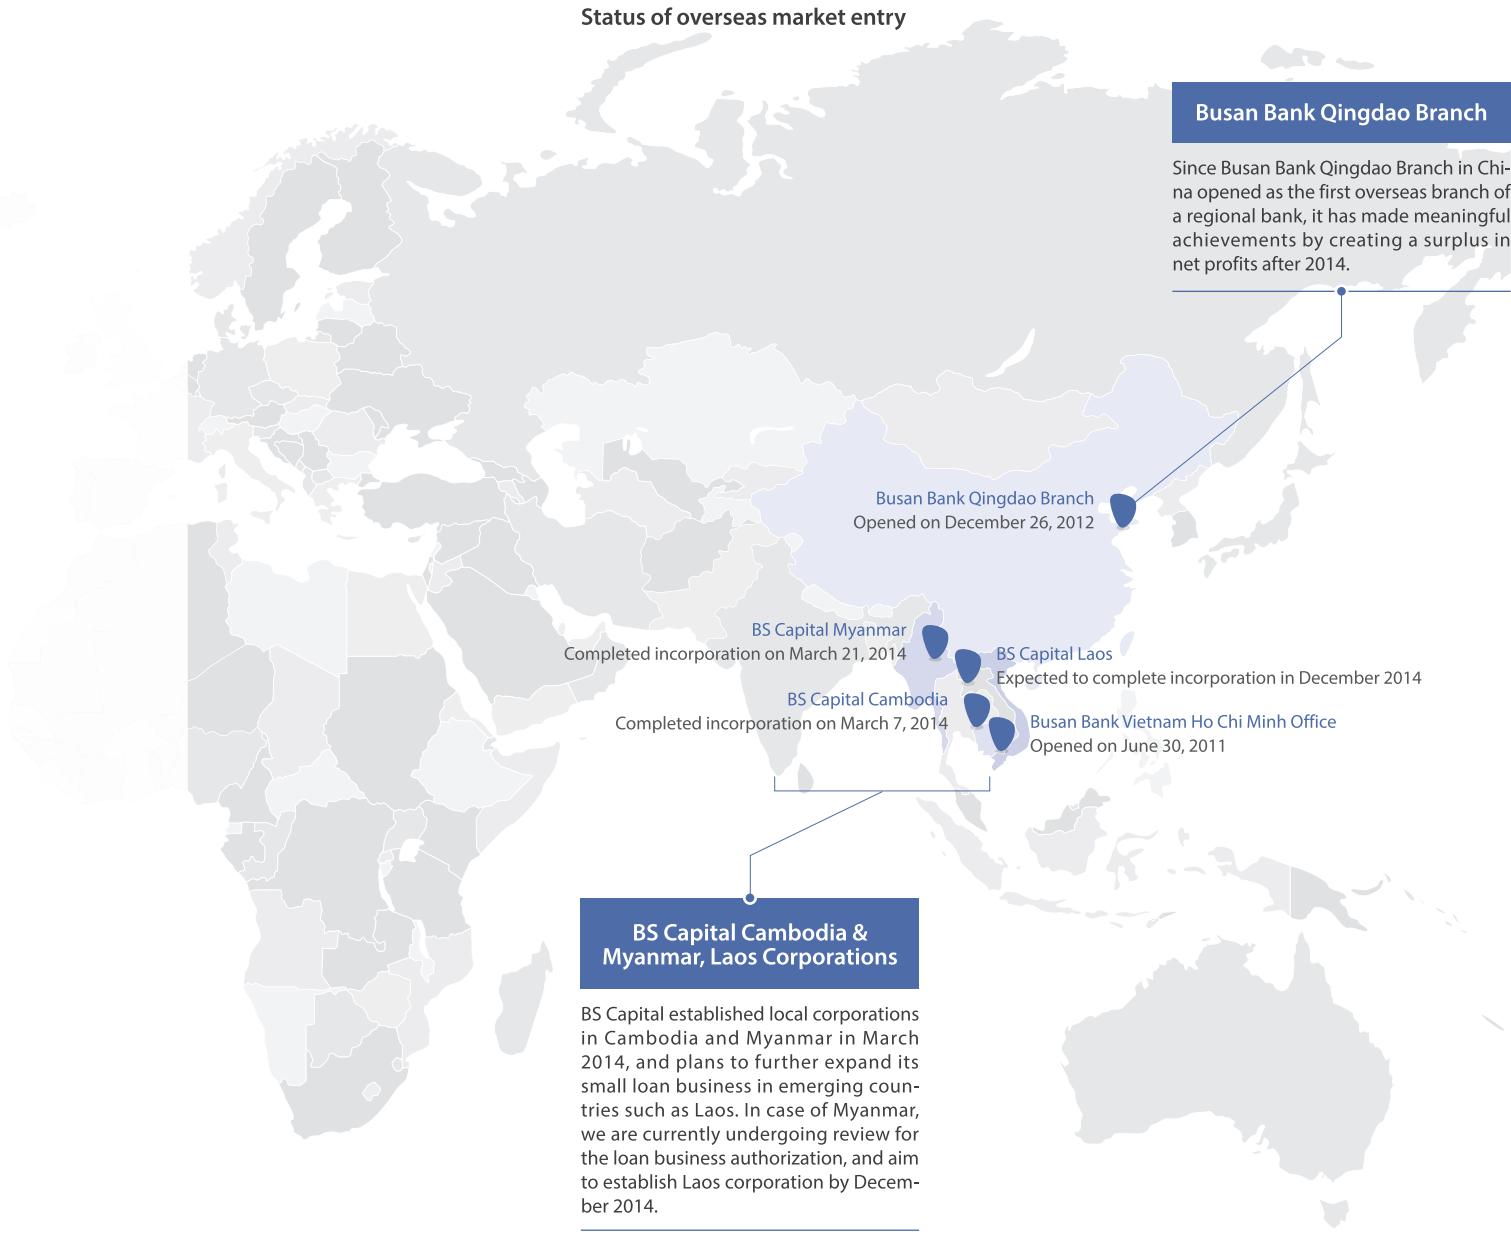 Status of overseas market entry
Busan Bank Qingdao Branch
Since Busan Bank Qingdao Branch in Chi-
na opened as the first overseas branch of
a regional bank, it has made meaningful
achievements by creating a surplus in
net profits after 2014.
Busan Bank Qingdao Branch
Opened on December 26, 2012
BS Capital Myanmar
Completed incorporation on March 21, 2014
BS Capital Laos
Expected to complete incorporation in December 2014
BS Capital Cambodia
Completed incorporation on March 7, 2014
Busan Bank Vietnam Ho Chi Minh Office
Opened on June 30, 2011
BS Capital Cambodia &
Myanmar, Laos Corporations
BS Capital established local corporations
in Cambodia and Myanmar in March
2014, and plans to further expand its
small loan business in emerging coun-
tries such as Laos. In case of Myanmar,
we are currently undergoing review for
the loan business authorization, and aim
to establish Laos corporation by Decem-
ber 2014.